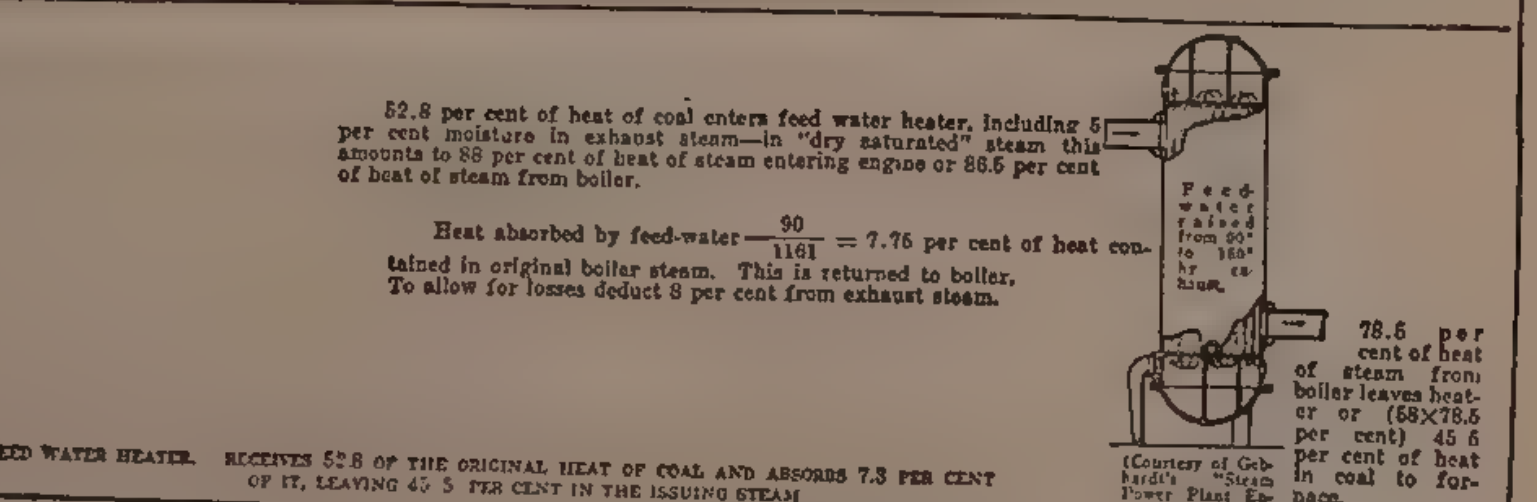 52.8 per cent of heat of coal enters feed water heater. Including 5
per cent moisture in exhaust steam—in "dry saturated" steam this
amounts to 88 per cent of heat of steam entering engine or 86.5 per cent
of heat of steam from boiler.
Heat absorbed by feed-water 90/1161 = 7.75 per cent of heat con-
tained in original boiler steam. This is returned to boiler.
To allow for losses deduct 8 per cent from exhaust steam.
Feed-
water
raised
from 90°
to 180°
by ex-
haust.
78.5 per
cent of heat
of steam from
boiler leaves heat-
er or (58×78.5
per cent) 45 5
per cent of heat
in coal to fur-
nace.
EED WATER HEATER. RECEIVES 52.8 OF THE ORIGINAL HEAT OF COAL AND ABSORBS 7.3 PER CENT
OF IT, LEAVING 45 5 PER CENT IN THE ISSUING STEAM
(Courtesy of Geb-
hardt's "Steam
Power Plant En-